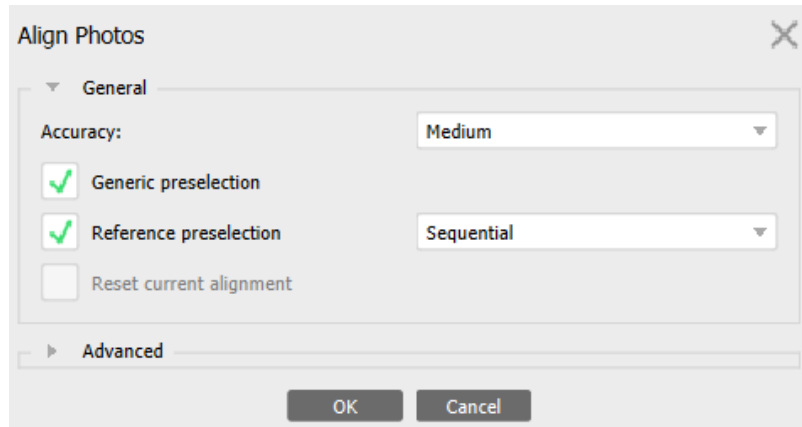 Align Photos
General
Accuracy: Medium
Generic preselection
Reference preselection Sequential
Reset current alignment
Advanced
OK Cancel